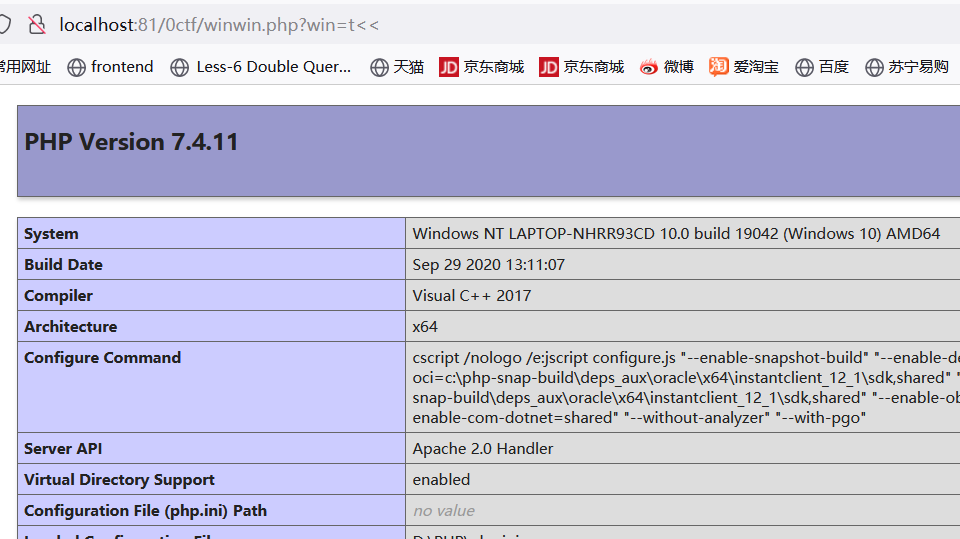 localhost:81/0ctf/winwin.php?win=t<<
常用网址 frontend Less-6 Double Quer... 天猫 JD 京东商城 JD 京东商城 微博 淘 爱淘宝 百度 苏宁易购
PHP Version 7.4.11
System Windows NT LAPTOP-NHRR93CD 10.0 build 19042 (Windows 10) AMD64
Build Date Sep 29 2020 13:11:07
Compiler Visual C++ 2017
Architecture x64
Configure Command cscript /nologo /e:jscript configure.js "--enable-snapshot-build" "--enable-de
oci=c:\php-snap-build\deps_aux\oracle\x64\instantclient_12_1\sdk,shared" "
snap-build\deps_aux\oracle\x64\instantclient_12_1\sdk,shared" "--enable-ob
enable-com-dotnet=shared" "--without-analyzer" "--with-pgo"
Server API Apache 2.0 Handler
Virtual Directory Support enabled
Configuration File (php.ini) Path no value